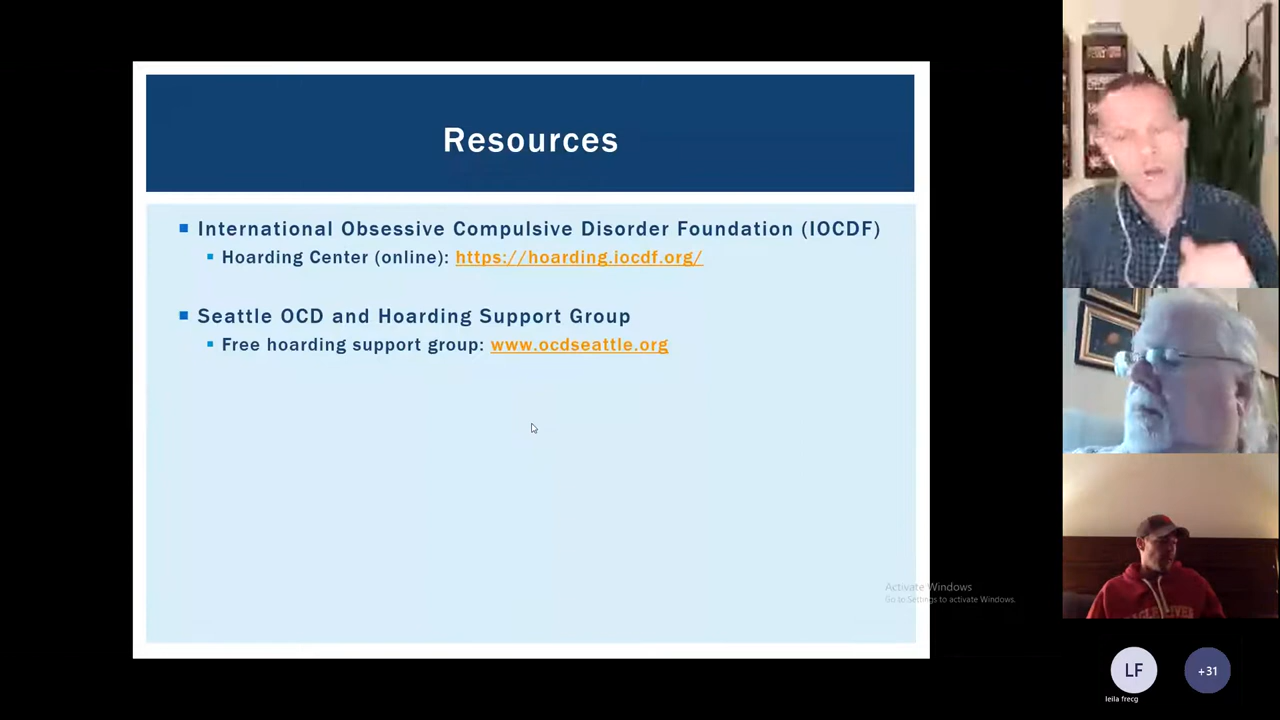 Resources
International Obsessive Compulsive Disorder Foundation (IOCDF)
Hoarding Center (online): https://hoarding.iocdf.org/
Seattle OCD and Hoarding Support Group
Free hoarding support group: www.ocdseattle.org
Activate Windows
Go to Settings to activate Windows.
LF
+31
leila frecg